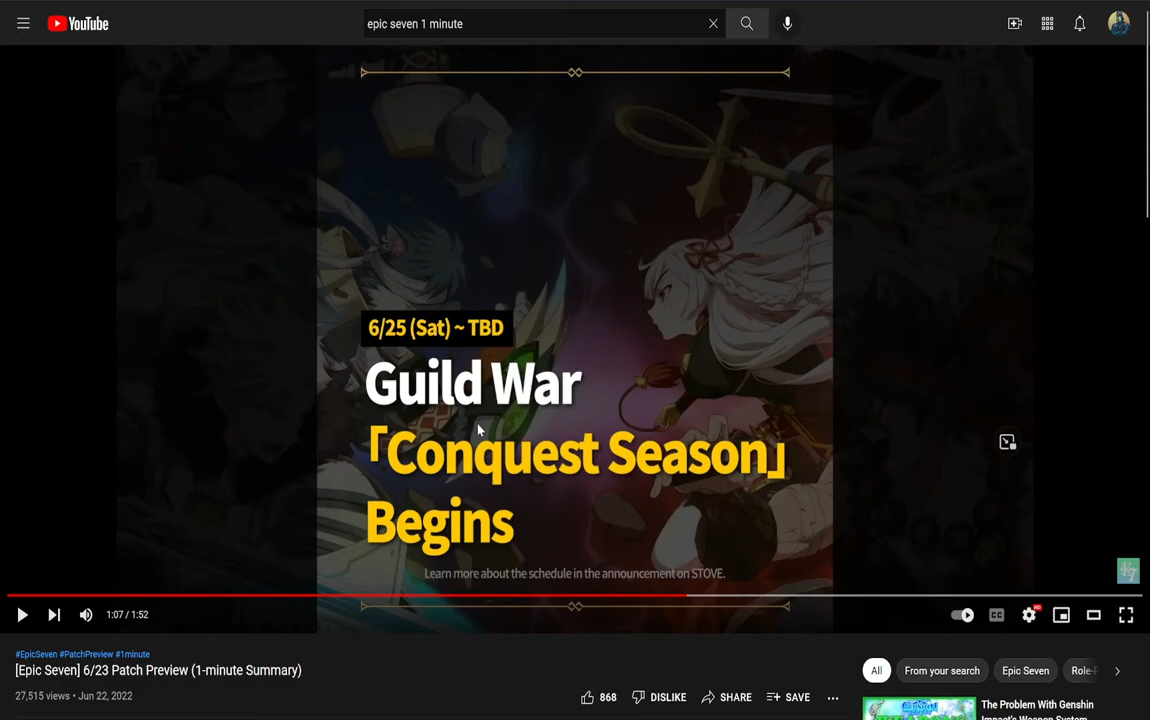 YouTube
epic seven 1 minute
6/25 (Sat) ~ TBD
Guild War
「Conquest Season」
Begins
Learn more about the schedule in the announcement on STOVE.
1:07 / 1:52
CC
HD
#EpicSeven #PatchPreview #1minute
[Epic Seven] 6/23 Patch Preview (1-minute Summary)
27,515 views • Jun 22, 2022
868
DISLIKE
SHARE
SAVE
All
From your search
Epic Seven
The Problem With Genshin
Impact's Weapon System